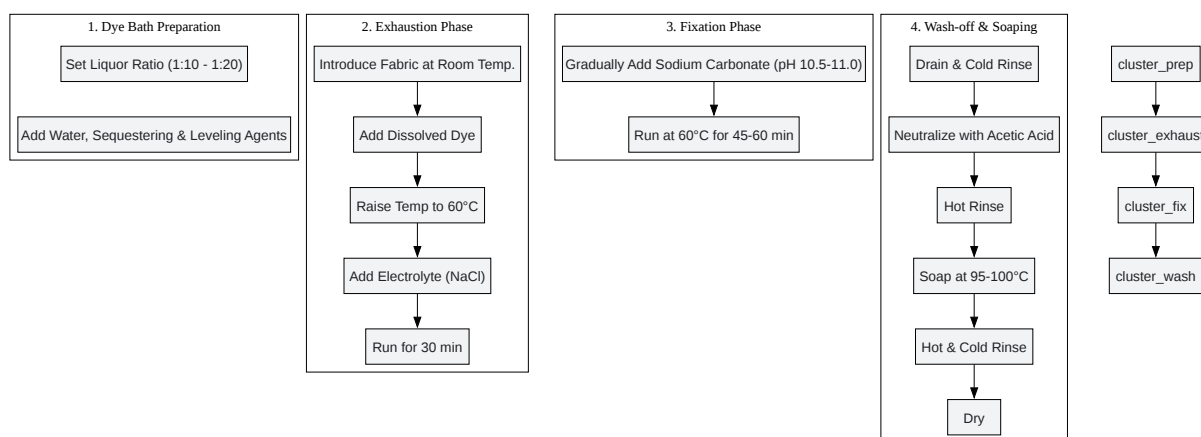 1. Dye Bath Preparation
Set Liquor Ratio (1:10 - 1:20)
Add Water, Sequestering & Leveling Agents
2. Exhaustion Phase
Introduce Fabric at Room Temp.
Add Dissolved Dye
Raise Temp to 60°C
Add Electrolyte (NaCl)
Run for 30 min
3. Fixation Phase
Gradually Add Sodium Carbonate (pH 10.5-11.0)
Run at 60°C for 45-60 min
4. Wash-off & Soaping
Drain & Cold Rinse
Neutralize with Acetic Acid
Hot Rinse
Soap at 95-100°C
Hot & Cold Rinse
Dry
cluster_prep
cluster_exhaust
cluster_fix
cluster_wash